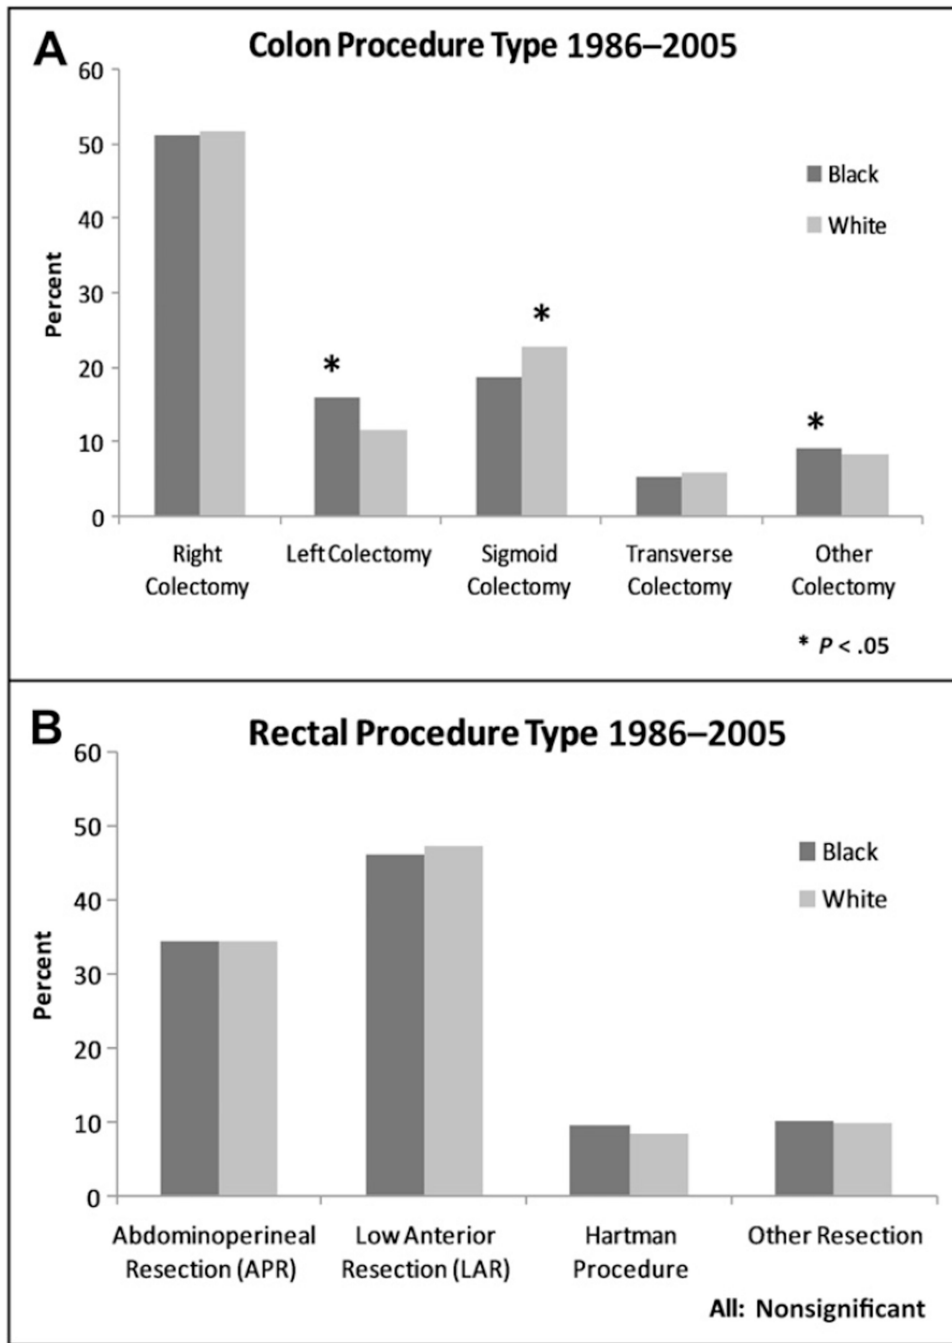 A
Colon Procedure Type 1986–2005
60
50
40
30
20
10
0
Percent
Black
White
*
*
*
Right
Colectomy
Left Colectomy
Sigmoid
Colectomy
Transverse
Colectomy
Other
Colectomy
* P < .05
B
Rectal Procedure Type 1986–2005
60
50
40
30
20
10
0
Percent
Black
White
Abdominoperineal
Resection (APR)
Low Anterior
Resection (LAR)
Hartman
Procedure
Other Resection
All: Nonsignificant